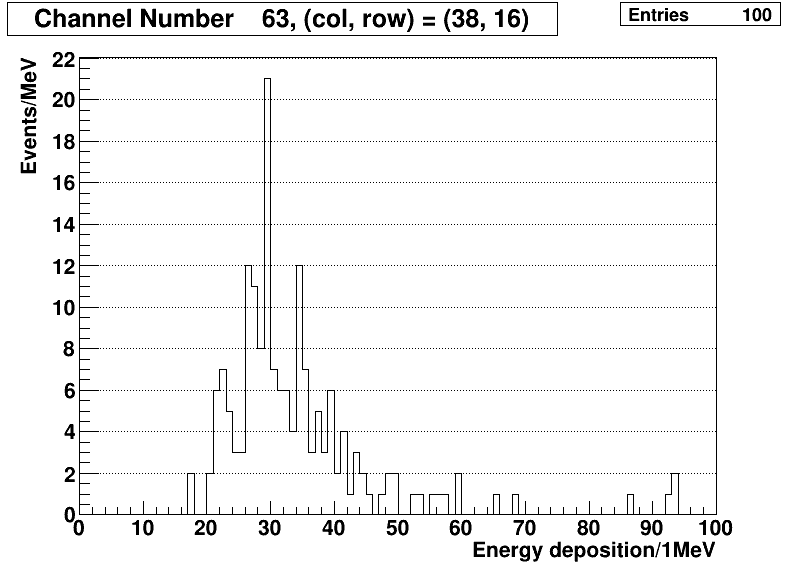 Channel Number 63, (col, row) = (38, 16)
Entries 100
Events/MeV
22
20
18
16
14
12
10
8
6
4
2
0
0 10 20 30 40 50 60 70 80 90 100
Energy deposition/1MeV